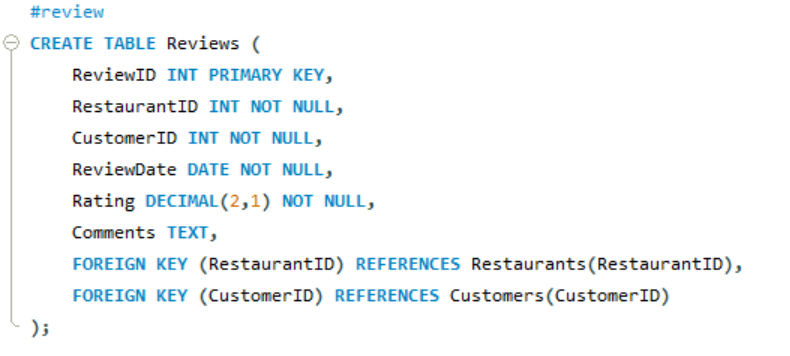 #review
CREATE TABLE Reviews (
ReviewID INT PRIMARY KEY,
RestaurantID INT NOT NULL,
CustomerID INT NOT NULL,
ReviewDate DATE NOT NULL,
Rating DECIMAL(2,1) NOT NULL,
Comments TEXT,
FOREIGN KEY (RestaurantID) REFERENCES Restaurants(RestaurantID),
FOREIGN KEY (CustomerID) REFERENCES Customers(CustomerID)
);